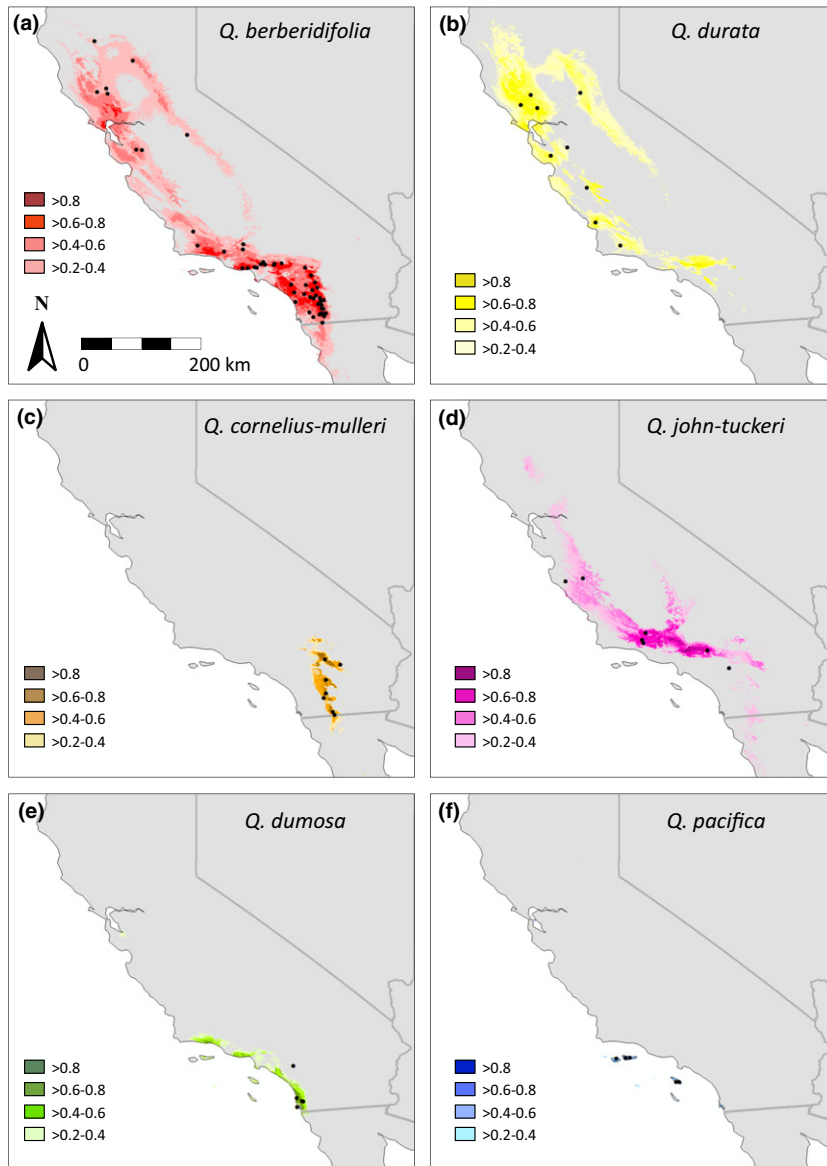 (a)
Q. berberidifolia
>0.8
>0.6-0.8
>0.4-0.6
>0.2-0.4
N
0 200 km
(b)
Q. durata
>0.8
>0.6-0.8
>0.4-0.6
>0.2-0.4
(c)
Q. cornelius-mulleri
>0.8
>0.6-0.8
>0.4-0.6
>0.2-0.4
(d)
Q. john-tuckeri
>0.8
>0.6-0.8
>0.4-0.6
>0.2-0.4
(e)
Q. dumosa
>0.8
>0.6-0.8
>0.4-0.6
>0.2-0.4
(f)
Q. pacifica
>0.8
>0.6-0.8
>0.4-0.6
>0.2-0.4